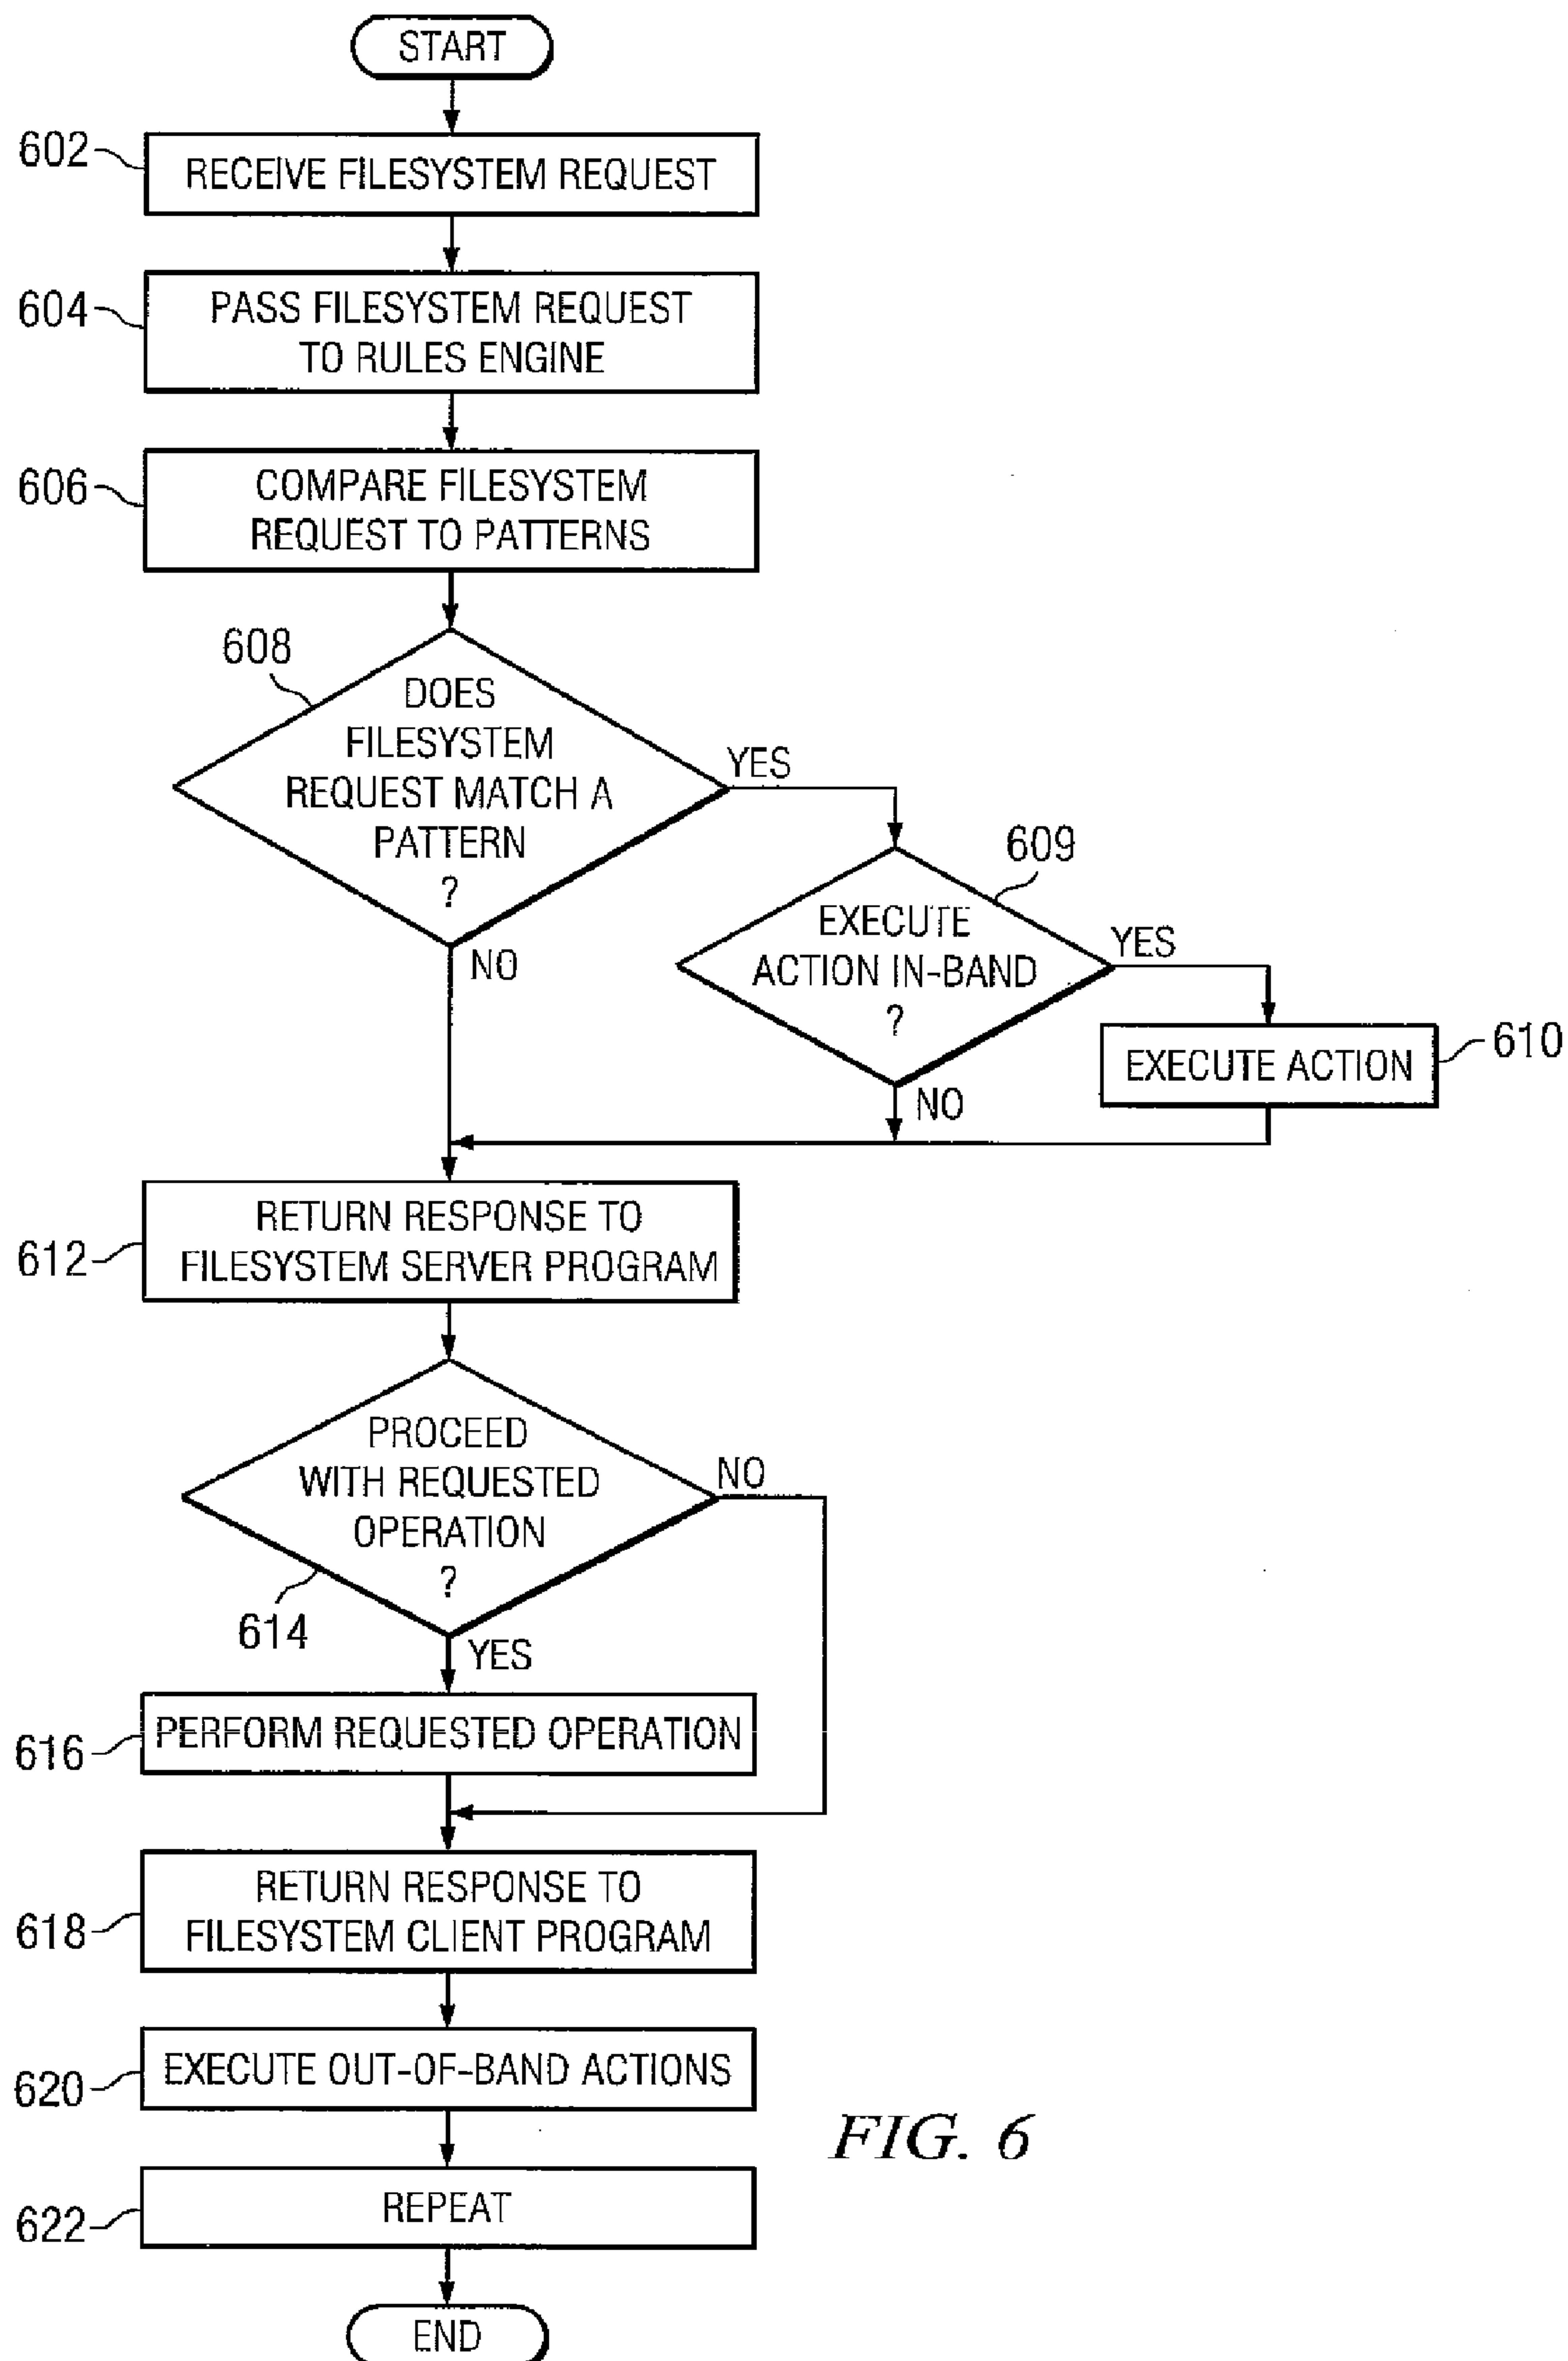 START
602
RECEIVE FILESYSTEM REQUEST
604
PASS FILESYSTEM REQUEST
TO RULES ENGINE
606
COMPARE FILESYSTEM
REQUEST TO PATTERNS
608
DOES
FILESYSTEM
REQUEST MATCH A
PATTERN
?
YES
NO
609
EXECUTE
ACTION IN-BAND
?
YES
NO
EXECUTE ACTION
610
612
RETURN RESPONSE TO
FILESYSTEM SERVER PROGRAM
PROCEED
WITH REQUESTED
OPERATION
?
NO
614
YES
616
PERFORM REQUESTED OPERATION
618
RETURN RESPONSE TO
FILESYSTEM CLIENT PROGRAM
620
EXECUTE OUT-OF-BAND ACTIONS
FIG. 6
622
REPEAT
END